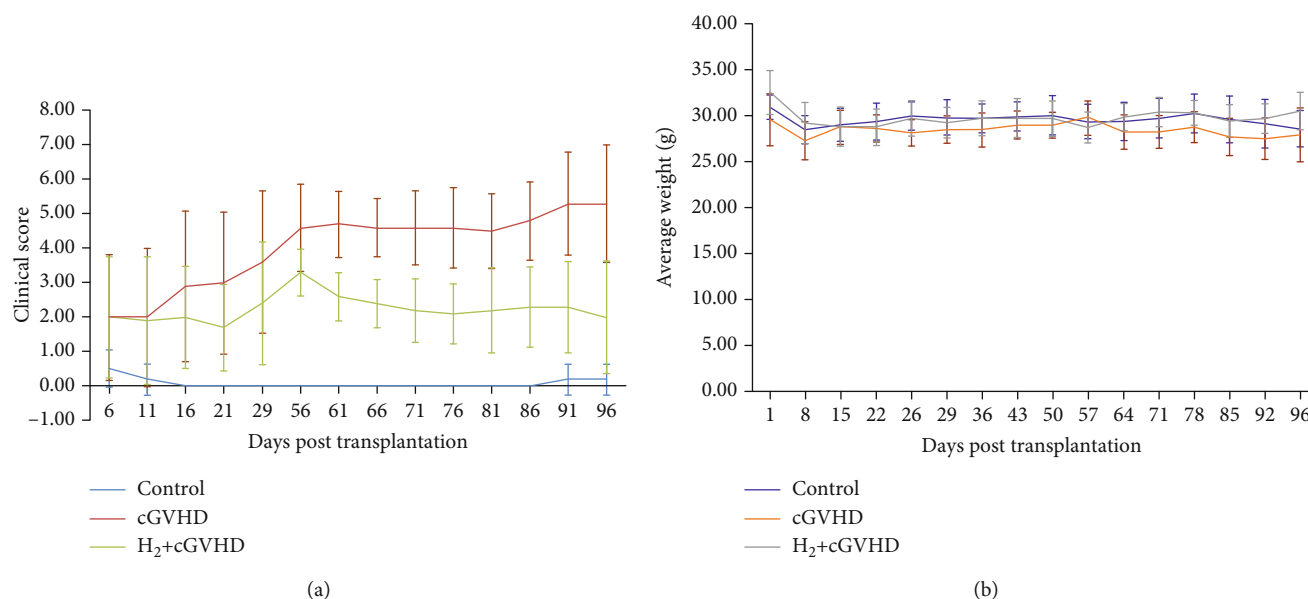 8.00
7.00
6.00
5.00
4.00
3.00
2.00
1.00
0.00
–1.00
Clinical score
6 11 16 21 29 56 61 66 71 76 81 86 91 96
Days post transplantation
Control
cGVHD
H2+cGVHD
(a)
40.00
35.00
30.00
25.00
20.00
15.00
10.00
5.00
0.00
Average weight (g)
1 8 15 22 26 29 36 43 50 57 64 71 78 85 92 96
Days post transplantation
Control
cGVHD
H2+cGVHD
(b)